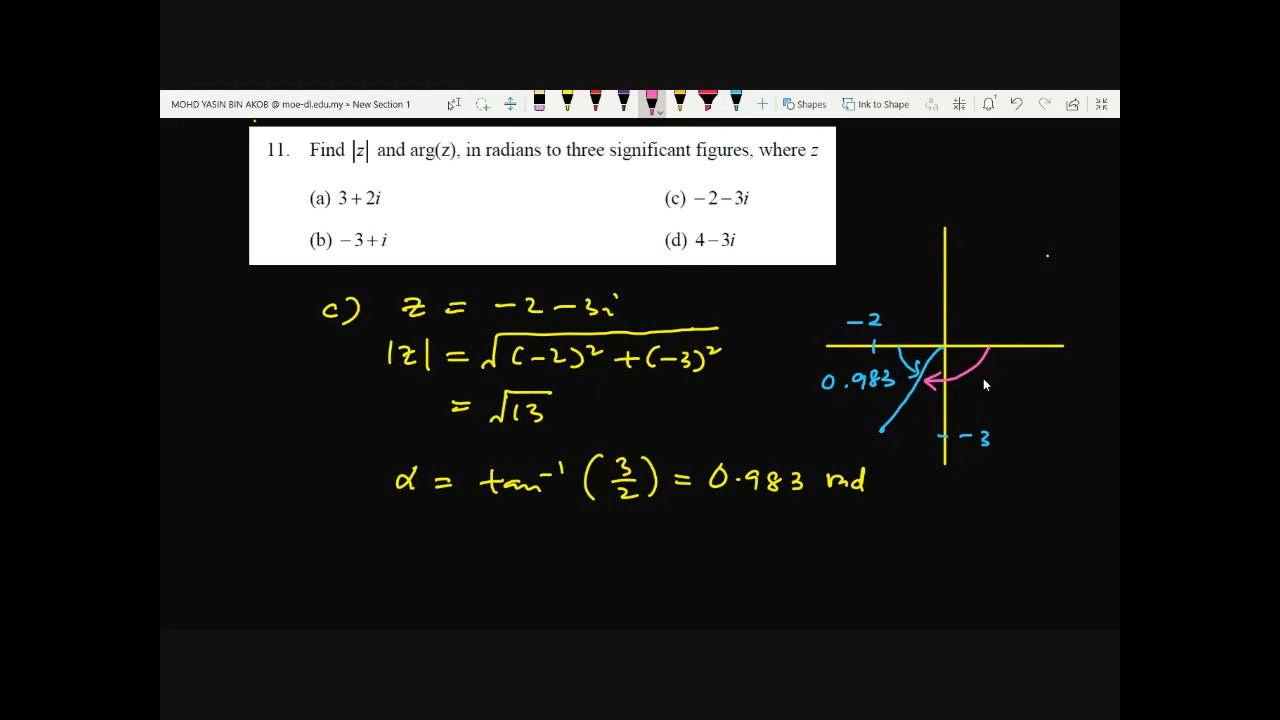 MOHD YASIN BIN AKOB @ moe-dl.edu.my » New Section 1
Shapes
Ink to Shape
1
11. Find |z| and arg(z), in radians to three significant figures, where z
(a) 3 + 2i
(c) −2 − 3i
(b) −3 + i
(d) 4 − 3i
c) z = −2 − 3i
|z| = √((−2)² + (−3)²)
= √13
α = tan⁻¹ (3/2) = 0.983 rad
−2
0.983
−3